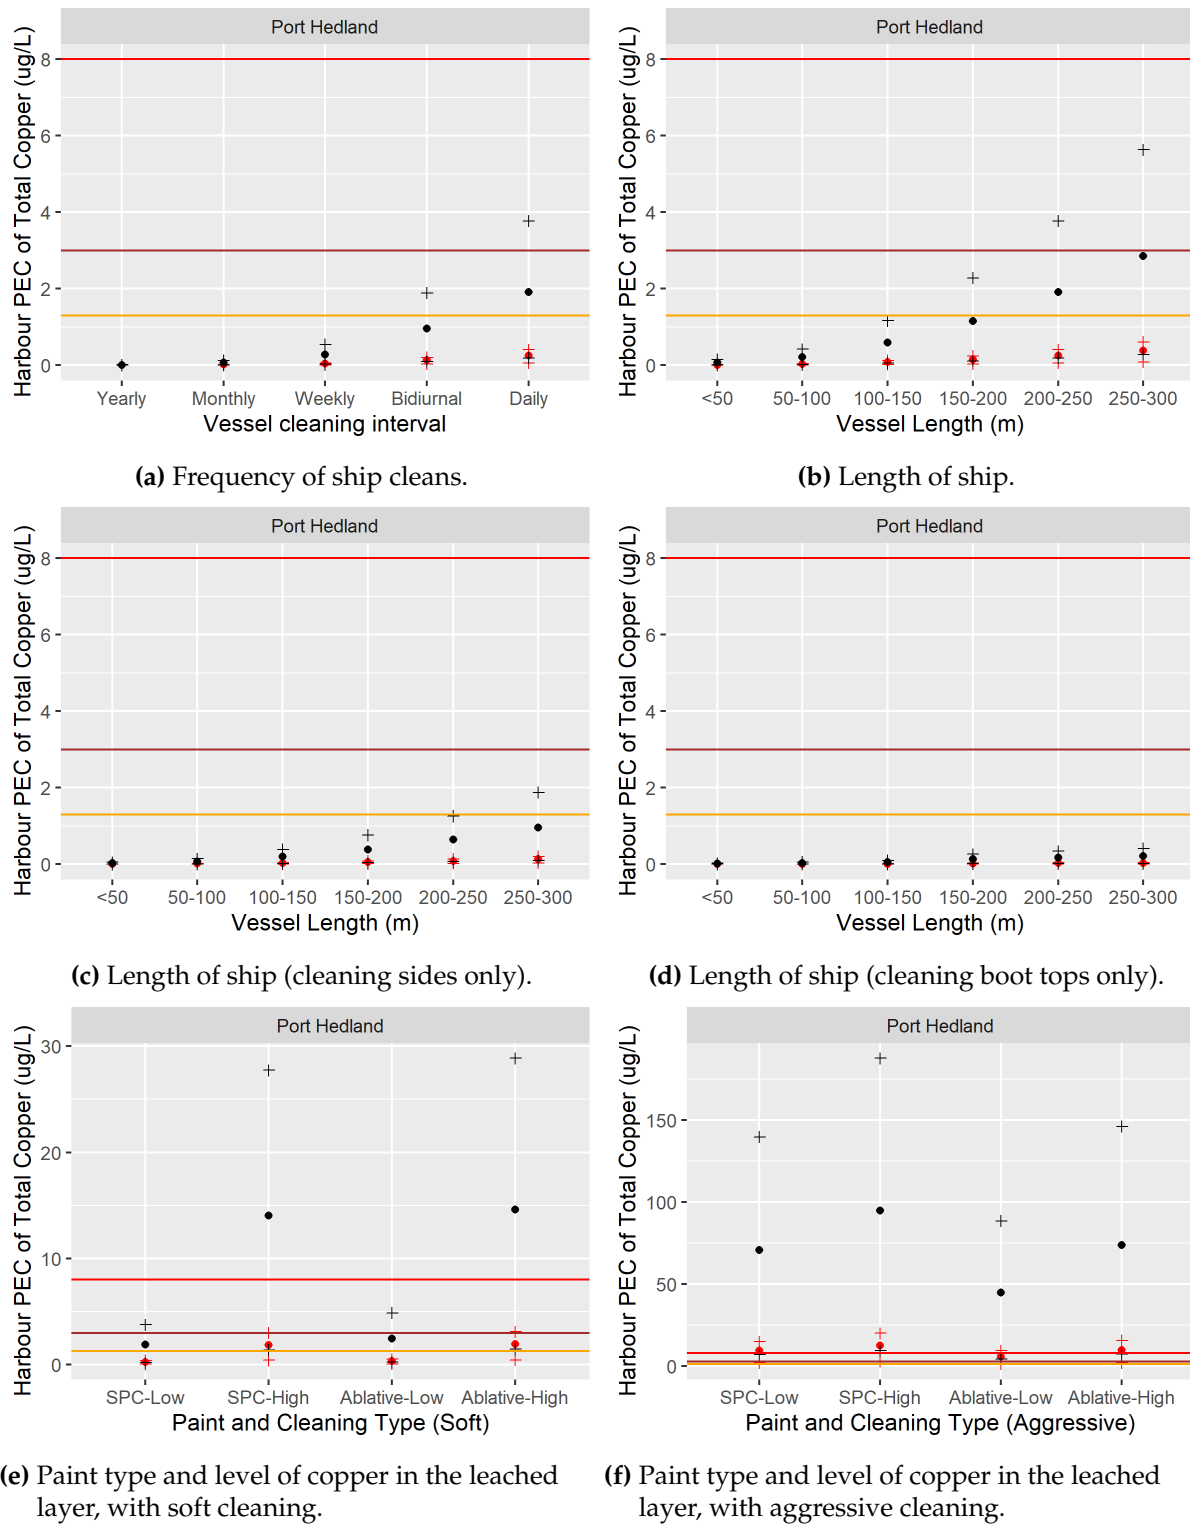 Port Hedland
Harbour PEC of Total Copper (ug/L)
8
6
4
2
0
Yearly Monthly Weekly Bidiurnal Daily
Vessel cleaning interval
(a) Frequency of ship cleans.
Port Hedland
Harbour PEC of Total Copper (ug/L)
8
6
4
2
0
<50 50-100 100-150 150-200 200-250 250-300
Vessel Length (m)
(b) Length of ship.
Port Hedland
Harbour PEC of Total Copper (ug/L)
8
6
4
2
0
<50 50-100 100-150 150-200 200-250 250-300
Vessel Length (m)
(c) Length of ship (cleaning sides only).
Port Hedland
Harbour PEC of Total Copper (ug/L)
8
6
4
2
0
<50 50-100 100-150 150-200 200-250 250-300
Vessel Length (m)
(d) Length of ship (cleaning boot tops only).
Port Hedland
Harbour PEC of Total Copper (ug/L)
30
20
10
0
SPC-Low SPC-High Ablative-Low Ablative-High
Paint and Cleaning Type (Soft)
(e) Paint type and level of copper in the leached
layer, with soft cleaning.
Port Hedland
Harbour PEC of Total Copper (ug/L)
150
100
50
0
SPC-Low SPC-High Ablative-Low Ablative-High
Paint and Cleaning Type (Aggressive)
(f) Paint type and level of copper in the leached
layer, with aggressive cleaning.